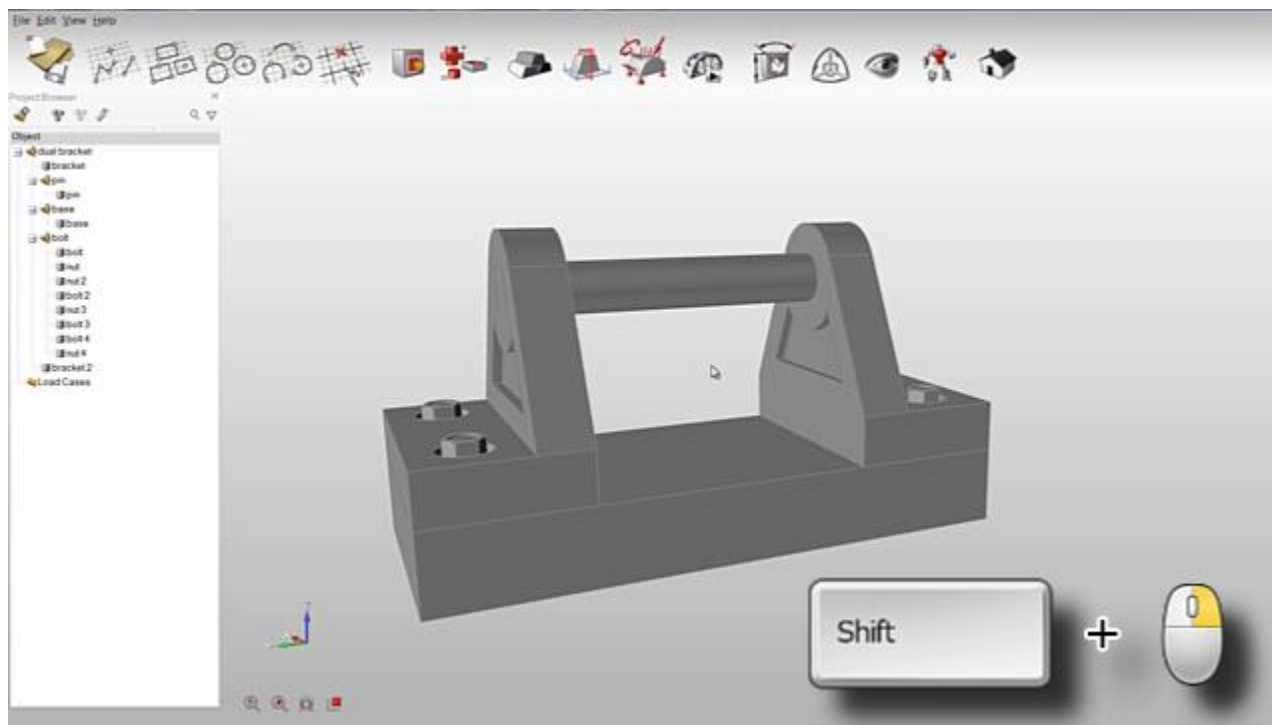 File Edit View Help
Project Browser
Object
dual bracket
bracket
pin
pin
base
base
bolt
bolt
nut
nut 2
bolt 2
nut 3
bolt 3
bolt 4
nut 4
bracket 2
Load Cases
Shift
+